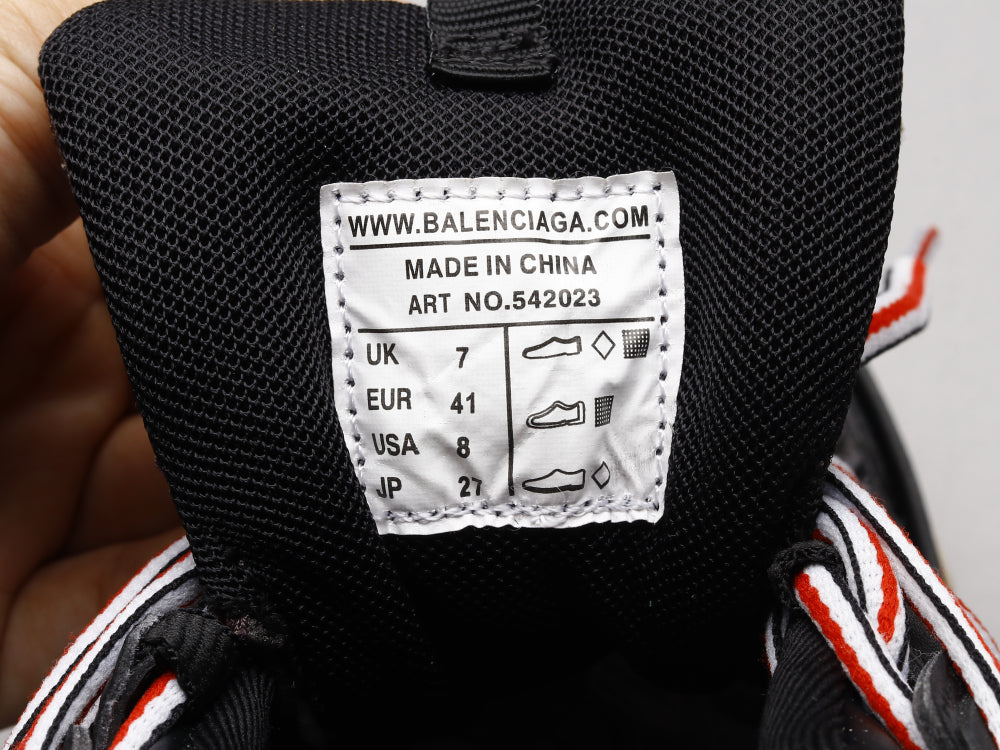 WWW.BALENCIAGA.COM
MADE IN CHINA
ART NO.542023
UK 7
EUR 41
USA 8
JP 27